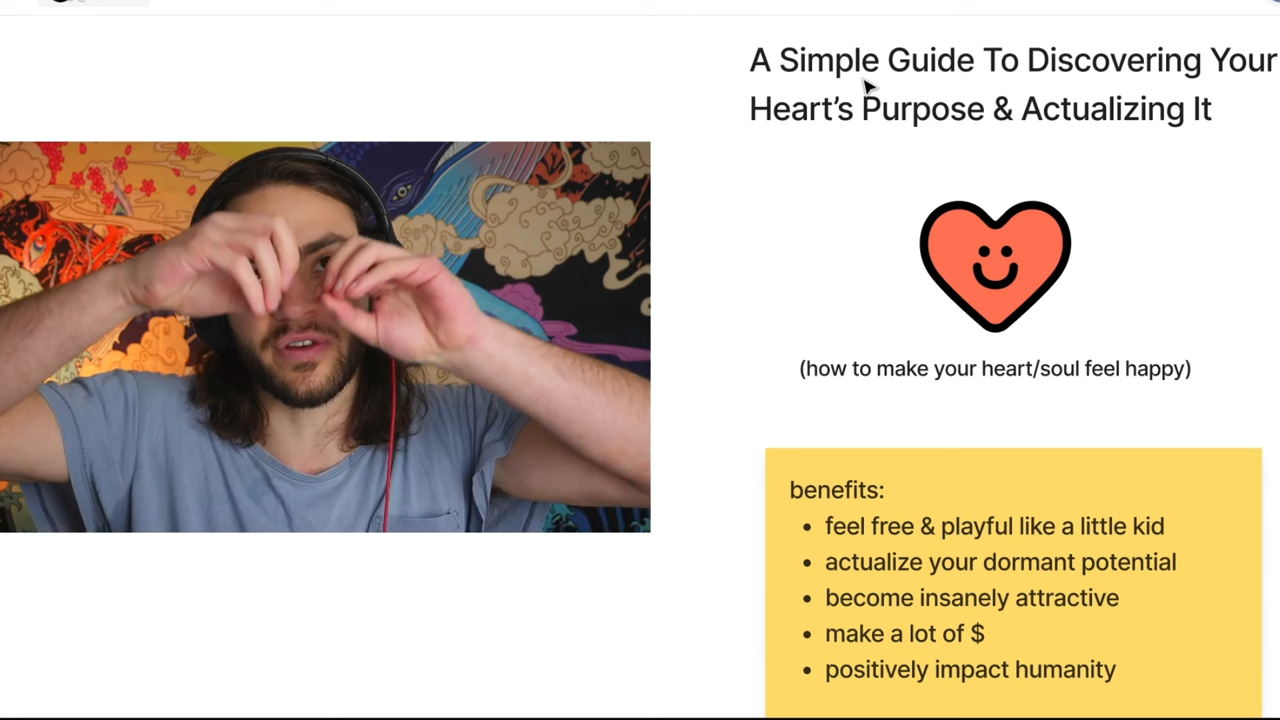 A Simple Guide To Discovering Your
Heart’s Purpose & Actualizing It
(how to make your heart/soul feel happy)
benefits:
• feel free & playful like a little kid
• actualize your dormant potential
• become insanely attractive
• make a lot of $
• positively impact humanity